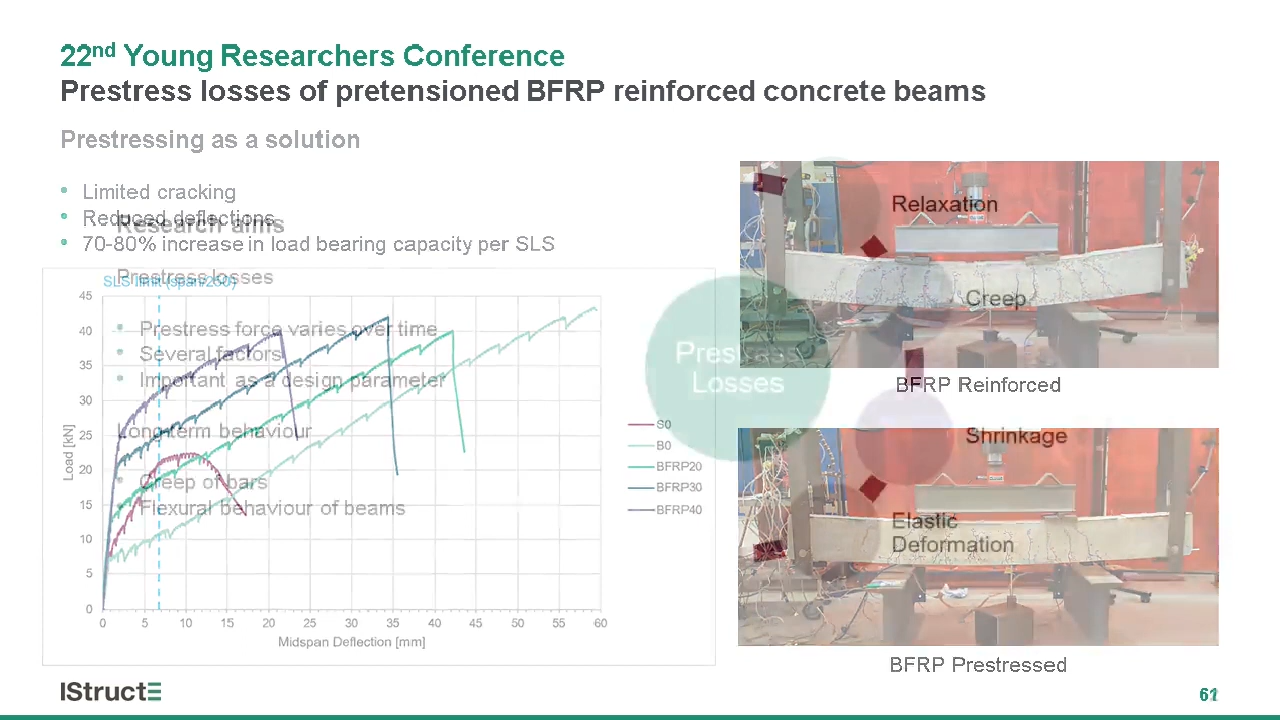 22nd Young Researchers Conference
Prestress losses of pretensioned BFRP reinforced concrete beams
Prestressing as a solution
• Limited cracking
• Reduced deflections
• 70-80% increase in load bearing capacity per SLS
Research aims
Prestress losses
• Prestress force varies over time
• Several factors
• Important as a design parameter
Long-term behaviour
• Creep of bars
• Flexural behaviour of beams
SLS limit (span/250)
45
40
35
30
25
20
15
10
5
0
Load [kN]
0 5 10 15 20 25 30 35 40 45 50 55 60
Midspan Deflection [mm]
S0
B0
BFRP20
BFRP30
BFRP40
Prestress
Losses
Relaxation
Creep
Shrinkage
Elastic
Deformation
BFRP Reinforced
BFRP Prestressed
IStructE